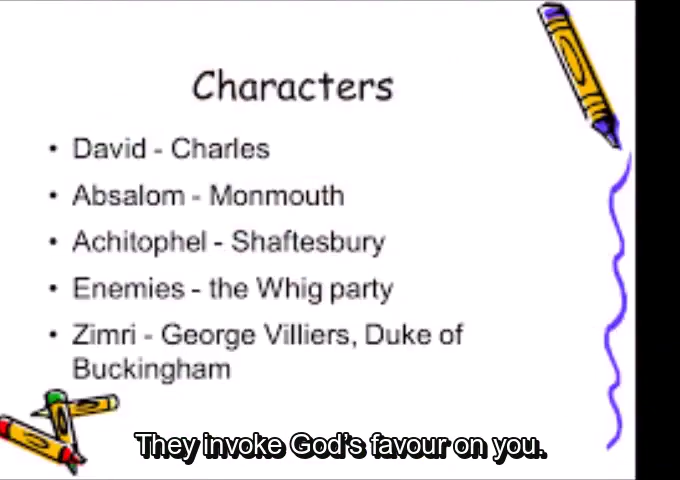 Characters
• David - Charles
• Absalom - Monmouth
• Achitophel - Shaftesbury
• Enemies - the Whig party
• Zimri - George Villiers, Duke of
Buckingham
They invoke God's favour on you.